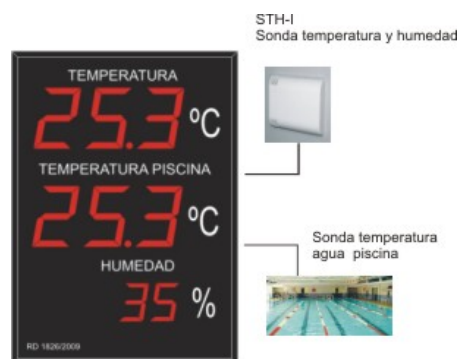 STH-I
Sonda temperatura y humedad
TEMPERATURA
25.3 ºC
TEMPERATURA PISCINA
25.3 ºC
Sonda temperatura
agua piscina
HUMEDAD
35 %
RD 1826/2009